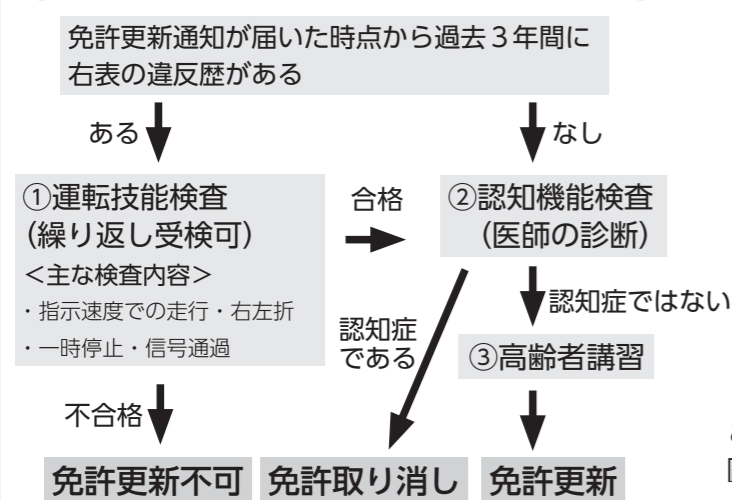 免許更新通知が届いた時点から過去３年間に
右表の違反歴がある
ある
なし
①運転技能検査
（繰り返し受検可）
＜主な検査内容＞
・指示速度での走行・右左折
・一時停止・信号通過
合格
②認知機能検査
（医師の診断）
認知症ではない
認知症
である
③高齢者講習
不合格
免許更新不可
免許取り消し
免許更新